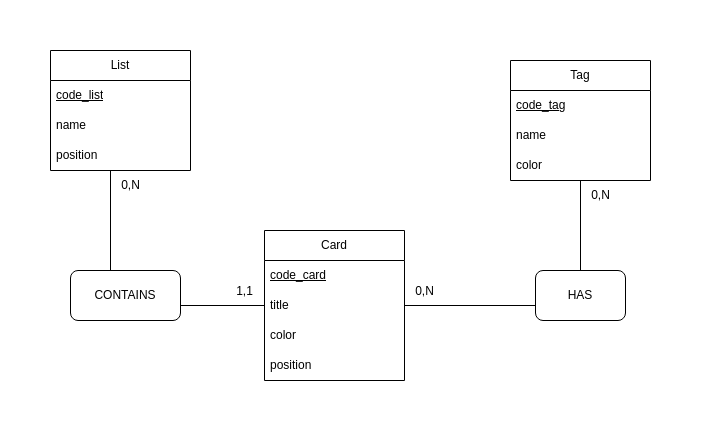 List
code_list
name
position
0,N
Tag
code_tag
name
color
0,N
CONTAINS
1,1
Card
code_card
title
color
position
0,N
HAS